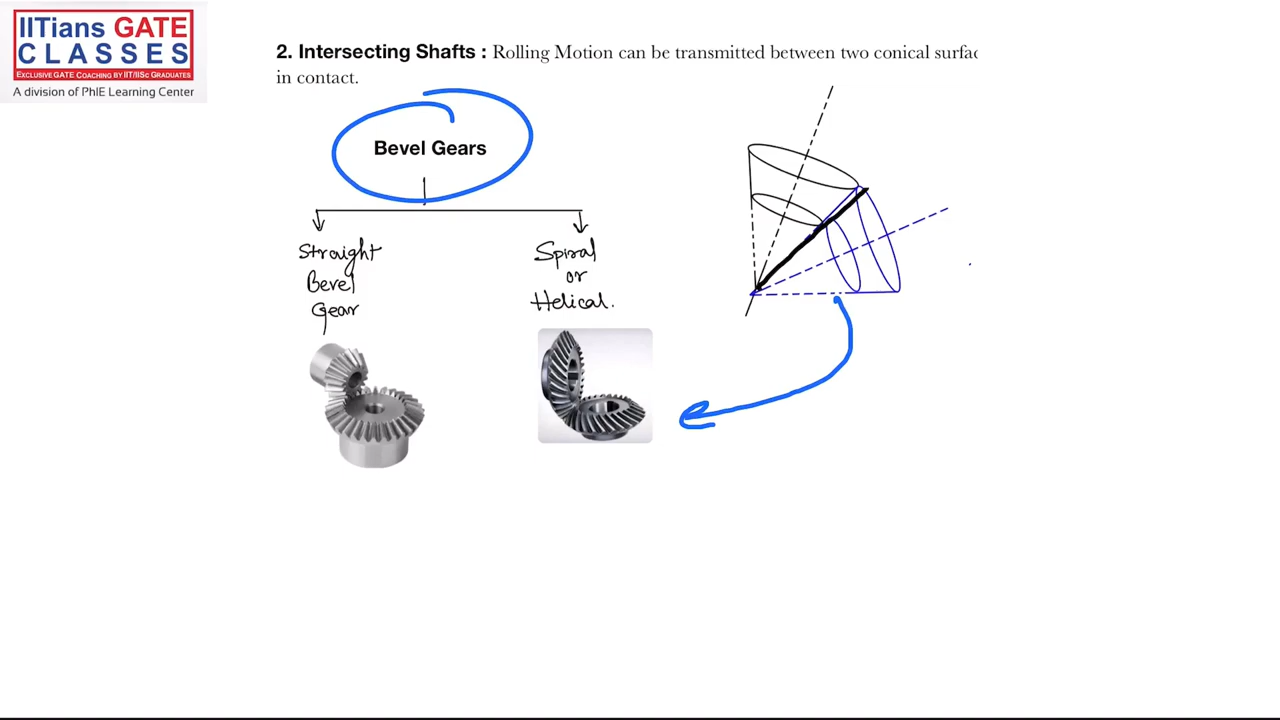 IITians GATE
CLASSES
EXCLUSIVE GATE COACHING BY IIT/IISC GRADUATES
A division of PhIE Learning Center
2. Intersecting Shafts : Rolling Motion can be transmitted between two conical surfac
in contact.
Bevel Gears
Straight
Bevel
Gear
Spiral
or
Helical.